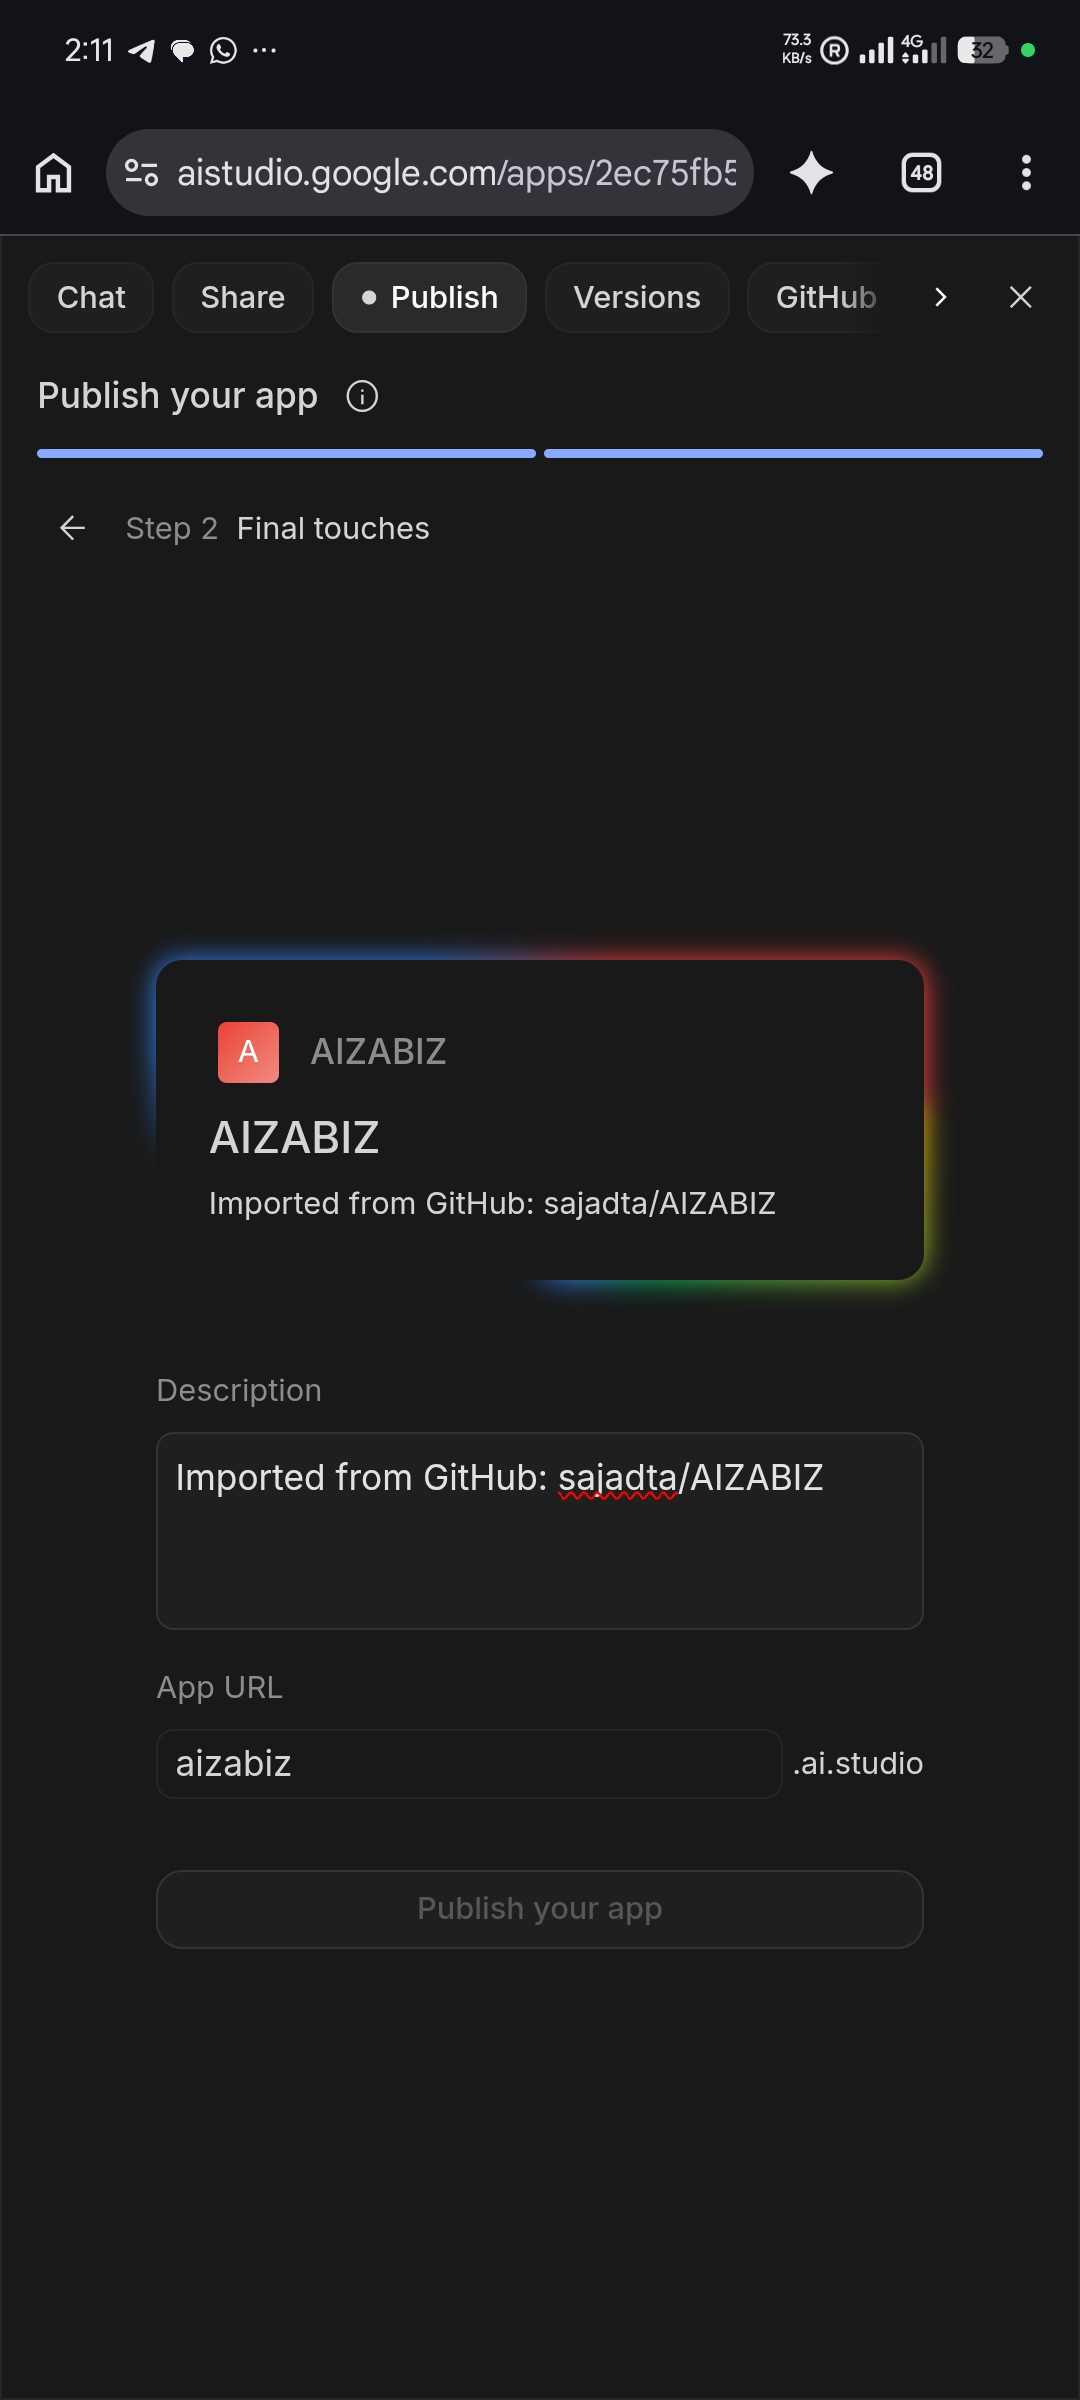 2:11 73.3 KB/s R 4G 32
aistudio.google.com/apps/2ec75fb5 48
Chat Share Publish Versions GitHub
Publish your app
Step 2 Final touches
A AIZABIZ
AIZABIZ
Imported from GitHub: sajadta/AIZABIZ
Description
Imported from GitHub: sajadta/AIZABIZ
App URL
aizabiz .ai.studio
Publish your app